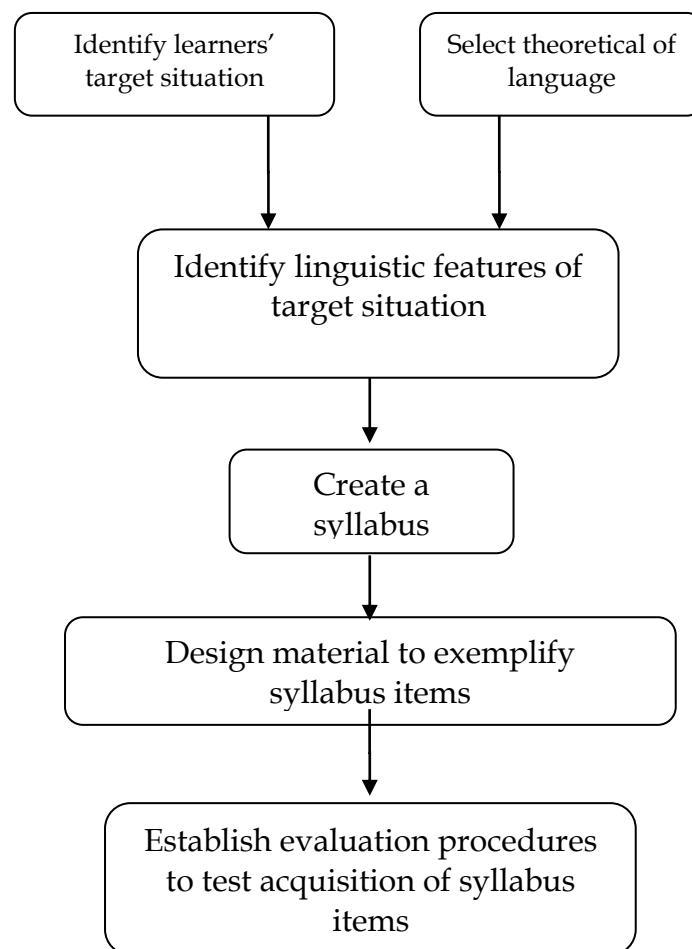 Identify learners’
target situation
Select theoretical of
language
Identify linguistic features of
target situation
Create a
syllabus
Design material to exemplify
syllabus items
Establish evaluation procedures
to test acquisition of syllabus
items